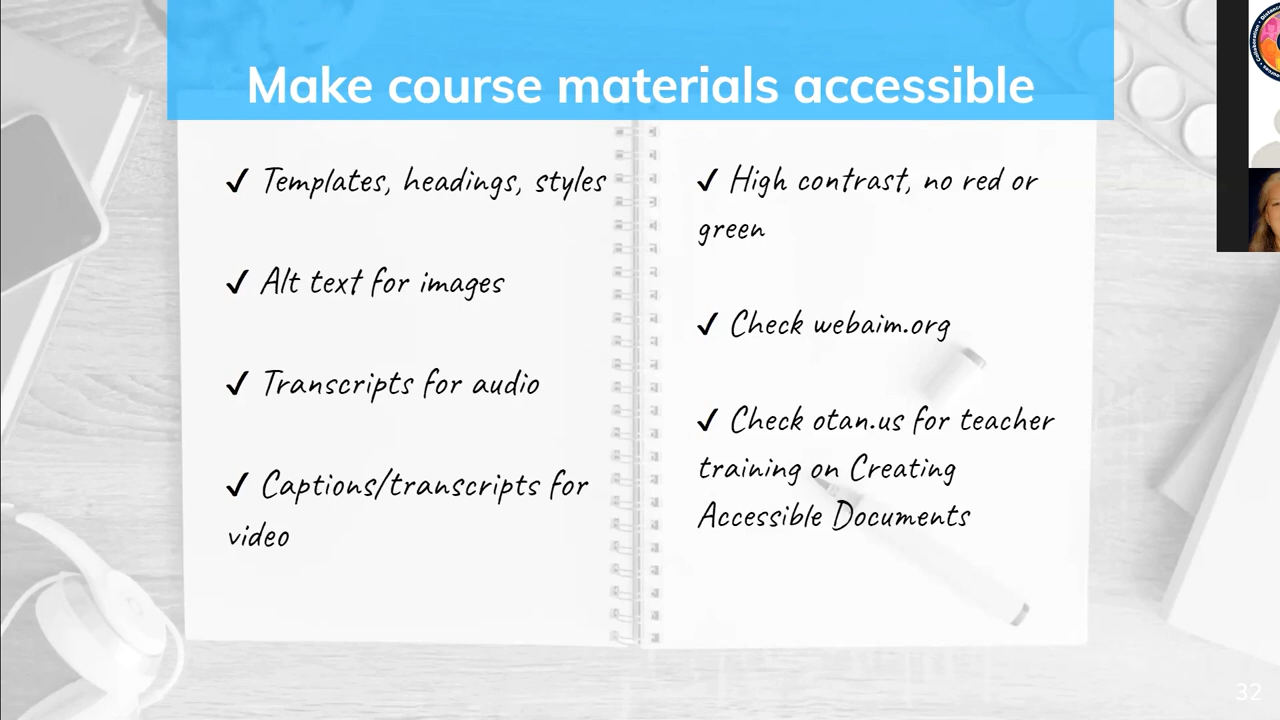 Make course materials accessible
✓ Templates, headings, styles
✓ Alt text for images
✓ Transcripts for audio
✓ Captions/transcripts for
video
✓ High contrast, no red or
green
✓ Check webaim.org
✓ Check otan.us for teacher
training on Creating
Accessible Documents
32